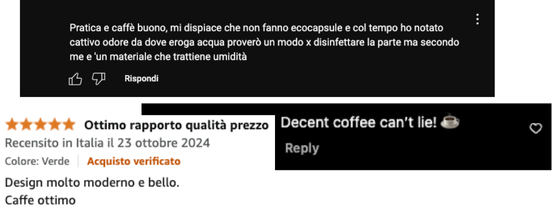 Pratica e caffè buono, mi dispiace che non fanno ecocapsule e col tempo ho notato
cattivo odore da dove eroga acqua proverò un modo x disinfettare la parte ma secondo
me e 'un materiale che trattiene umidità
Rispondi
Ottimo rapporto qualità prezzo
Recensito in Italia il 23 ottobre 2024
Colore: Verde | Acquisto verificato
Design molto moderno e bello.
Caffe ottimo
Decent coffee can't lie! ☕
Reply